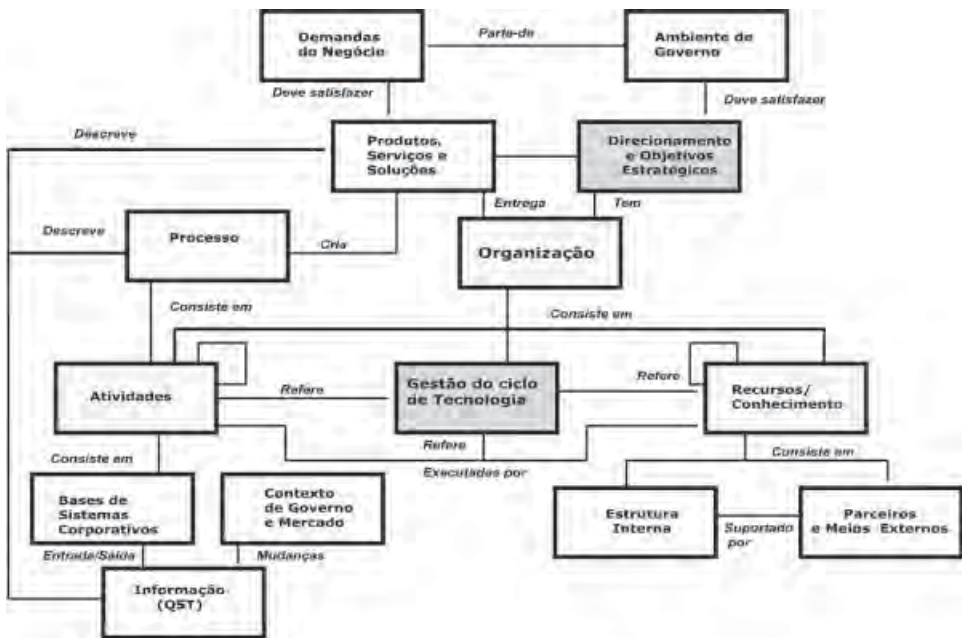 Demandas
do Negócio
Parte-de
Ambiente de
Governo
Deve satisfazer
Deve satisfazer
Descreve
Produtos,
Serviços e
Soluções
Direcionamento
e Objetivos
Estratégicos
Entrega
Tem
Descreve
Processo
Cria
Organização
Consiste em
Consiste em
Atividades
Refere
Gestão do ciclo
de Tecnologia
Refere
Recursos/
Conhecimento
Refere
Consiste em
Executadas por
Consiste em
Bases de
Sistemas
Corporativos
Contexto
de Governo
e Mercado
Estrutura
Interna
Suportado
por
Parceiros
e Meios Externos
Entrada/Saída
Mudanças
Informação
(QST)